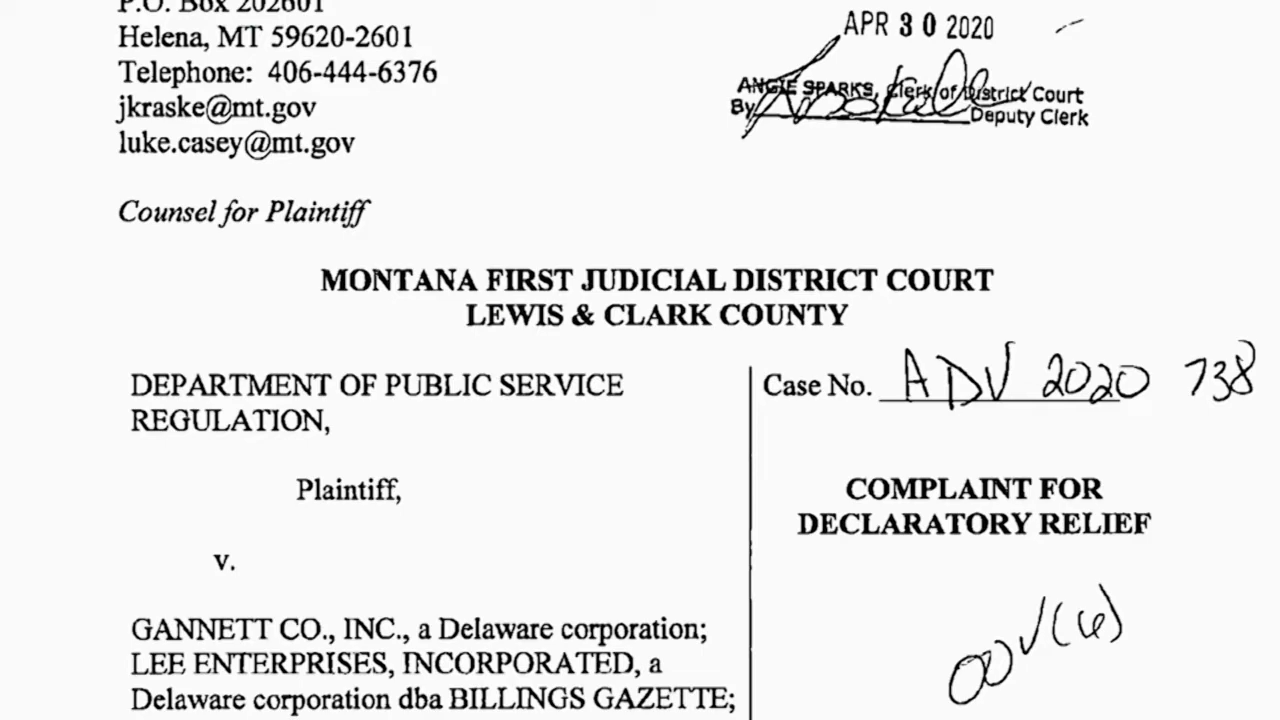 P.O. Box 202601
Helena, MT 59620-2601
Telephone: 406-444-6376
jkraske@mt.gov
luke.casey@mt.gov
Counsel for Plaintiff
APR 30 2020
ANGIE SPARKS, Clerk of District Court
By
Deputy Clerk
MONTANA FIRST JUDICIAL DISTRICT COURT
LEWIS & CLARK COUNTY
DEPARTMENT OF PUBLIC SERVICE
REGULATION,
Plaintiff,
v.
GANNETT CO., INC., a Delaware corporation;
LEE ENTERPRISES, INCORPORATED, a
Delaware corporation dba BILLINGS GAZETTE;
Case No. ADV 2020 738
COMPLAINT FOR
DECLARATORY RELIEF